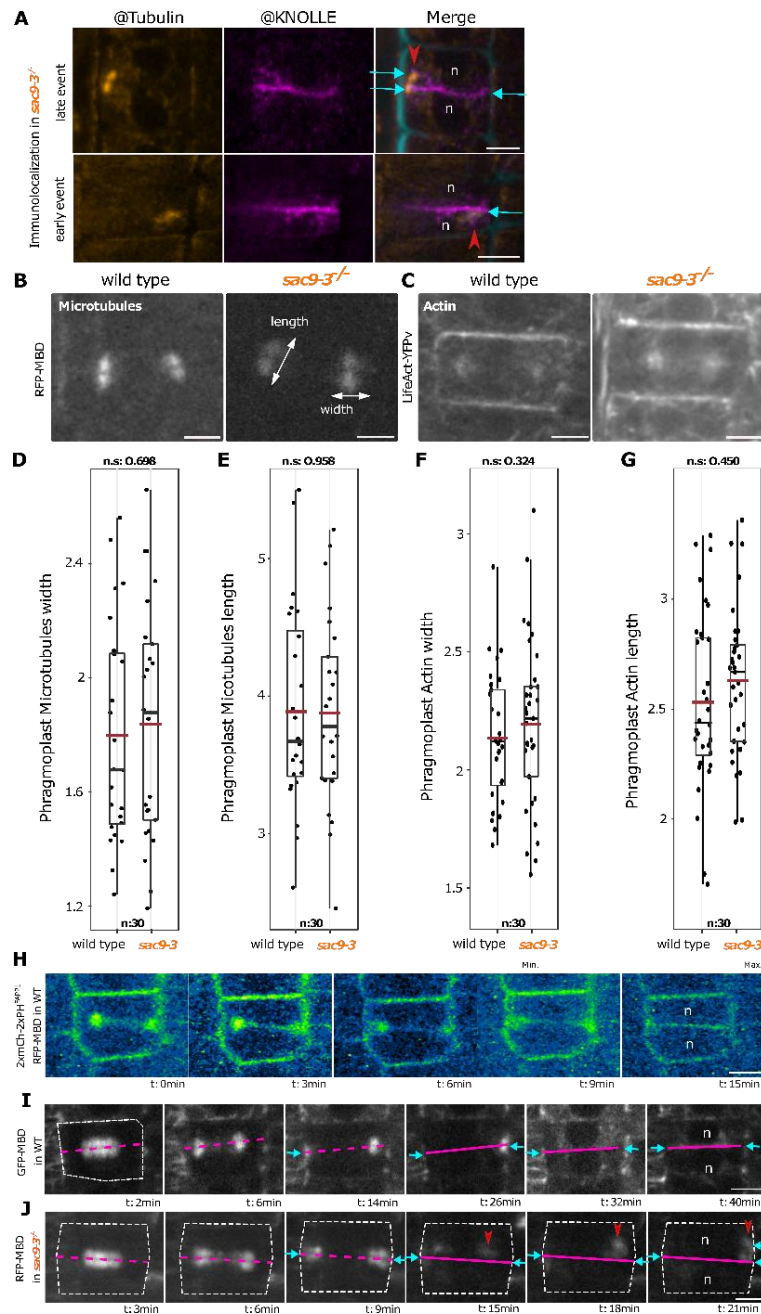 A
@Tubulin @KNOLLE Merge
Immunolocalization in sac9-3-/-
late event
early event
n
n
n
n
B wild type sac9-3-/-
C wild type sac9-3-/-
RFP-MBD
Microtubules
length
width
LifeAct-YFPv
Actin
D n.s: 0.698
E n.s: 0.958
F n.s: 0.324
G n.s: 0.450
Phragmoplast Microtubules width
2.4
2
1.6
1.2
n:30
wild type sac9-3
Phragmoplast Micotubules length
5
4
3
n:30
wild type sac9-3
Phragmoplast Actin width
3
2.5
2
1.5
n:30
wild type sac9-3
Phragmoplast Actin length
3
2.5
2
n:30
wild type sac9-3
H
Min. Max.
RFP-MBD in WT
n
n
t: 0min t: 3min t: 6min t: 9min t: 15min
I
GFP-MBD
in WT
n
n
t: 2min t: 6min t: 14min t: 26min t: 32min t: 40min
J
RFP-MBD
in sac9-3-/-
n
n
t: 3min t: 6min t: 9min t: 15min t: 18min t: 21min